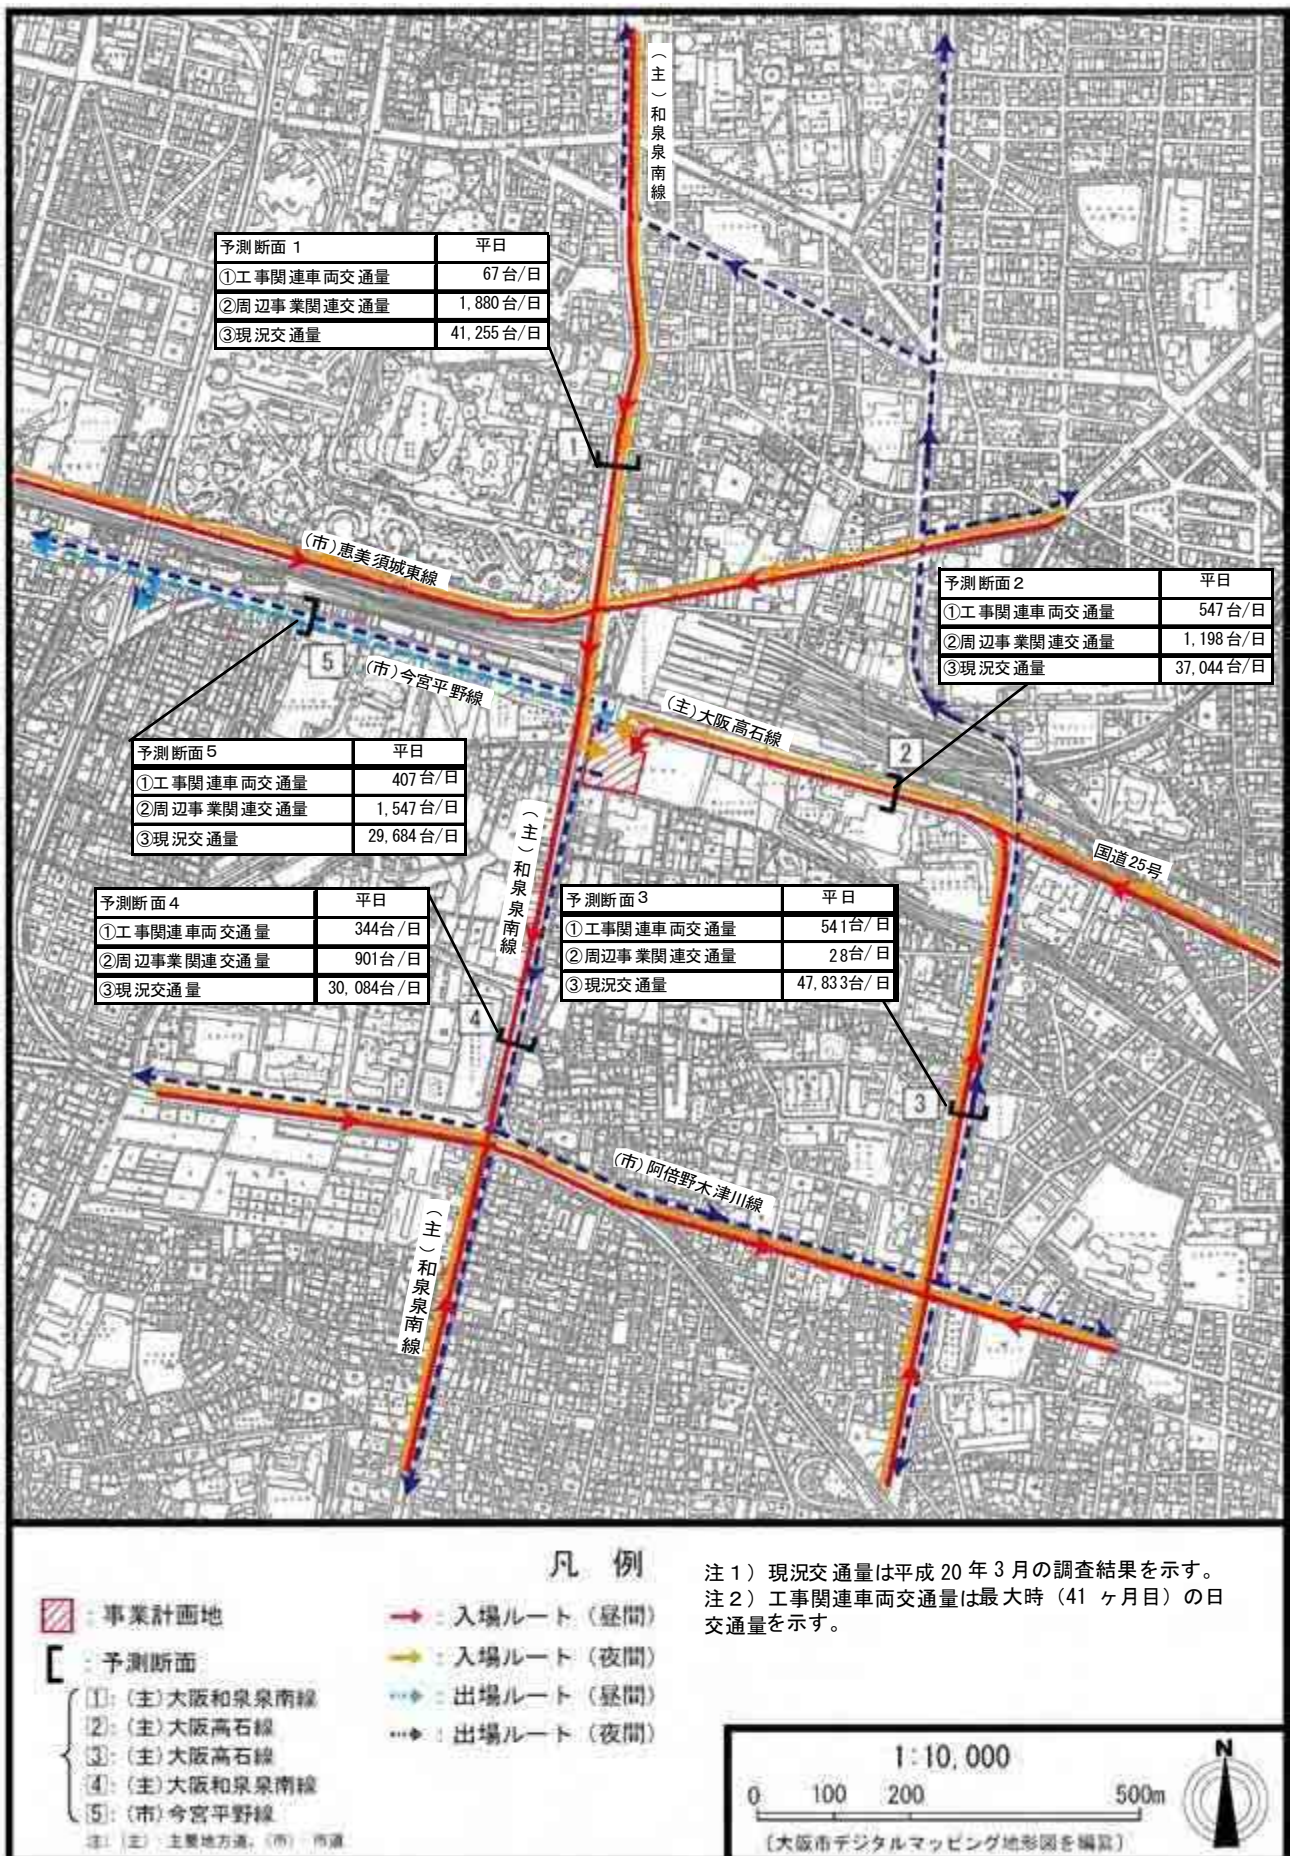 (主)和泉泉南線
予測断面 1 平日
①工事関連車両交通量 67台/日
②周辺事業関連交通量 1,880台/日
③現況交通量 41,255台/日
1
(市)恵美須城東線
予測断面2 平日
①工事関連車両交通量 547台/日
②周辺事業関連交通量 1,198台/日
③現況交通量 37,044台/日
5
(市)今宮平野線
(主)大阪高石線
2
予測断面5 平日
①工事関連車両交通量 407台/日
②周辺事業関連交通量 1,547台/日
③現況交通量 29,684台/日
(主)和泉泉南線
国道25号
予測断面4 平日
①工事関連車両交通量 344台/日
②周辺事業関連交通量 901台/日
③現況交通量 30,084台/日
予測断面3 平日
①工事関連車両交通量 541台/日
②周辺事業関連交通量 28台/日
③現況交通量 47,833台/日
4
3
(市)阿倍野木津川線
(主)和泉泉南線
凡 例
:事業計画地
:予測断面
1:(主)大阪和泉泉南線
2:(主)大阪高石線
3:(主)大阪高石線
4:(主)大阪和泉泉南線
5:(市)今宮平野線
注)(主)・主要地方道,(市)・市道
:入場ルート(昼間)
:入場ルート(夜間)
:出場ルート(昼間)
:出場ルート(夜間)
注1)現況交通量は平成20年3月の調査結果を示す。
注2)工事関連車両交通量は最大時(41 ヶ月目)の日
交通量を示す。
1:10,000
0 100 200 500m
[大阪市デジタルマッピング地形図を編纂]
N